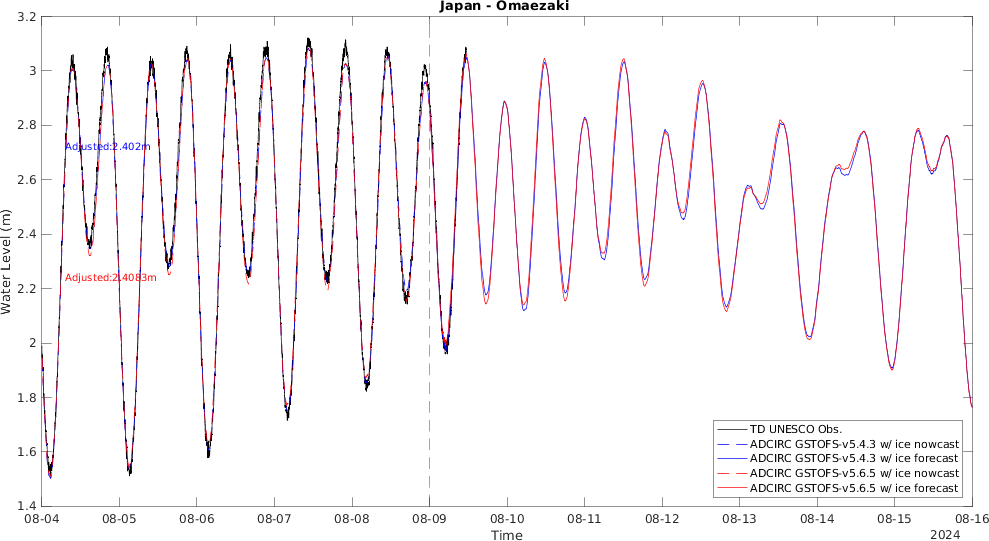 Japan - Omaezaki
3.2
3
2.8
2.6
2.4
2.2
2
1.8
1.6
1.4
Water Level (m)
Adjusted:2.402m
Adjusted:2.4083m
TD UNESCO Obs.
ADCIRC GSTOFS-v5.4.3 w/ ice nowcast
ADCIRC GSTOFS-v5.4.3 w/ ice forecast
ADCIRC GSTOFS-v5.6.5 w/ ice nowcast
ADCIRC GSTOFS-v5.6.5 w/ ice forecast
08-04 08-05 08-06 08-07 08-08 08-09 08-10 08-11 08-12 08-13 08-14 08-15 08-16
Time
2024